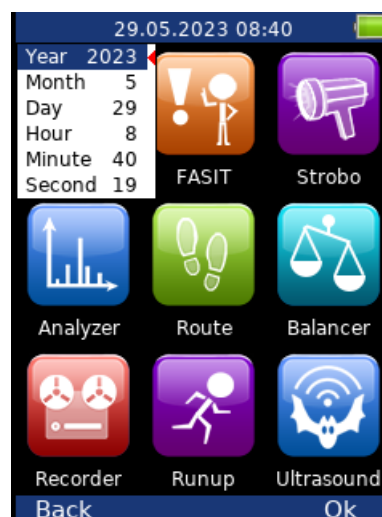 29.05.2023 08:40
Year 2023
Month 5
Day 29
Hour 8
Minute 40
Second 19
FASIT Strobo
Analyzer Route Balancer
Recorder Runup Ultrasound
Back Ok